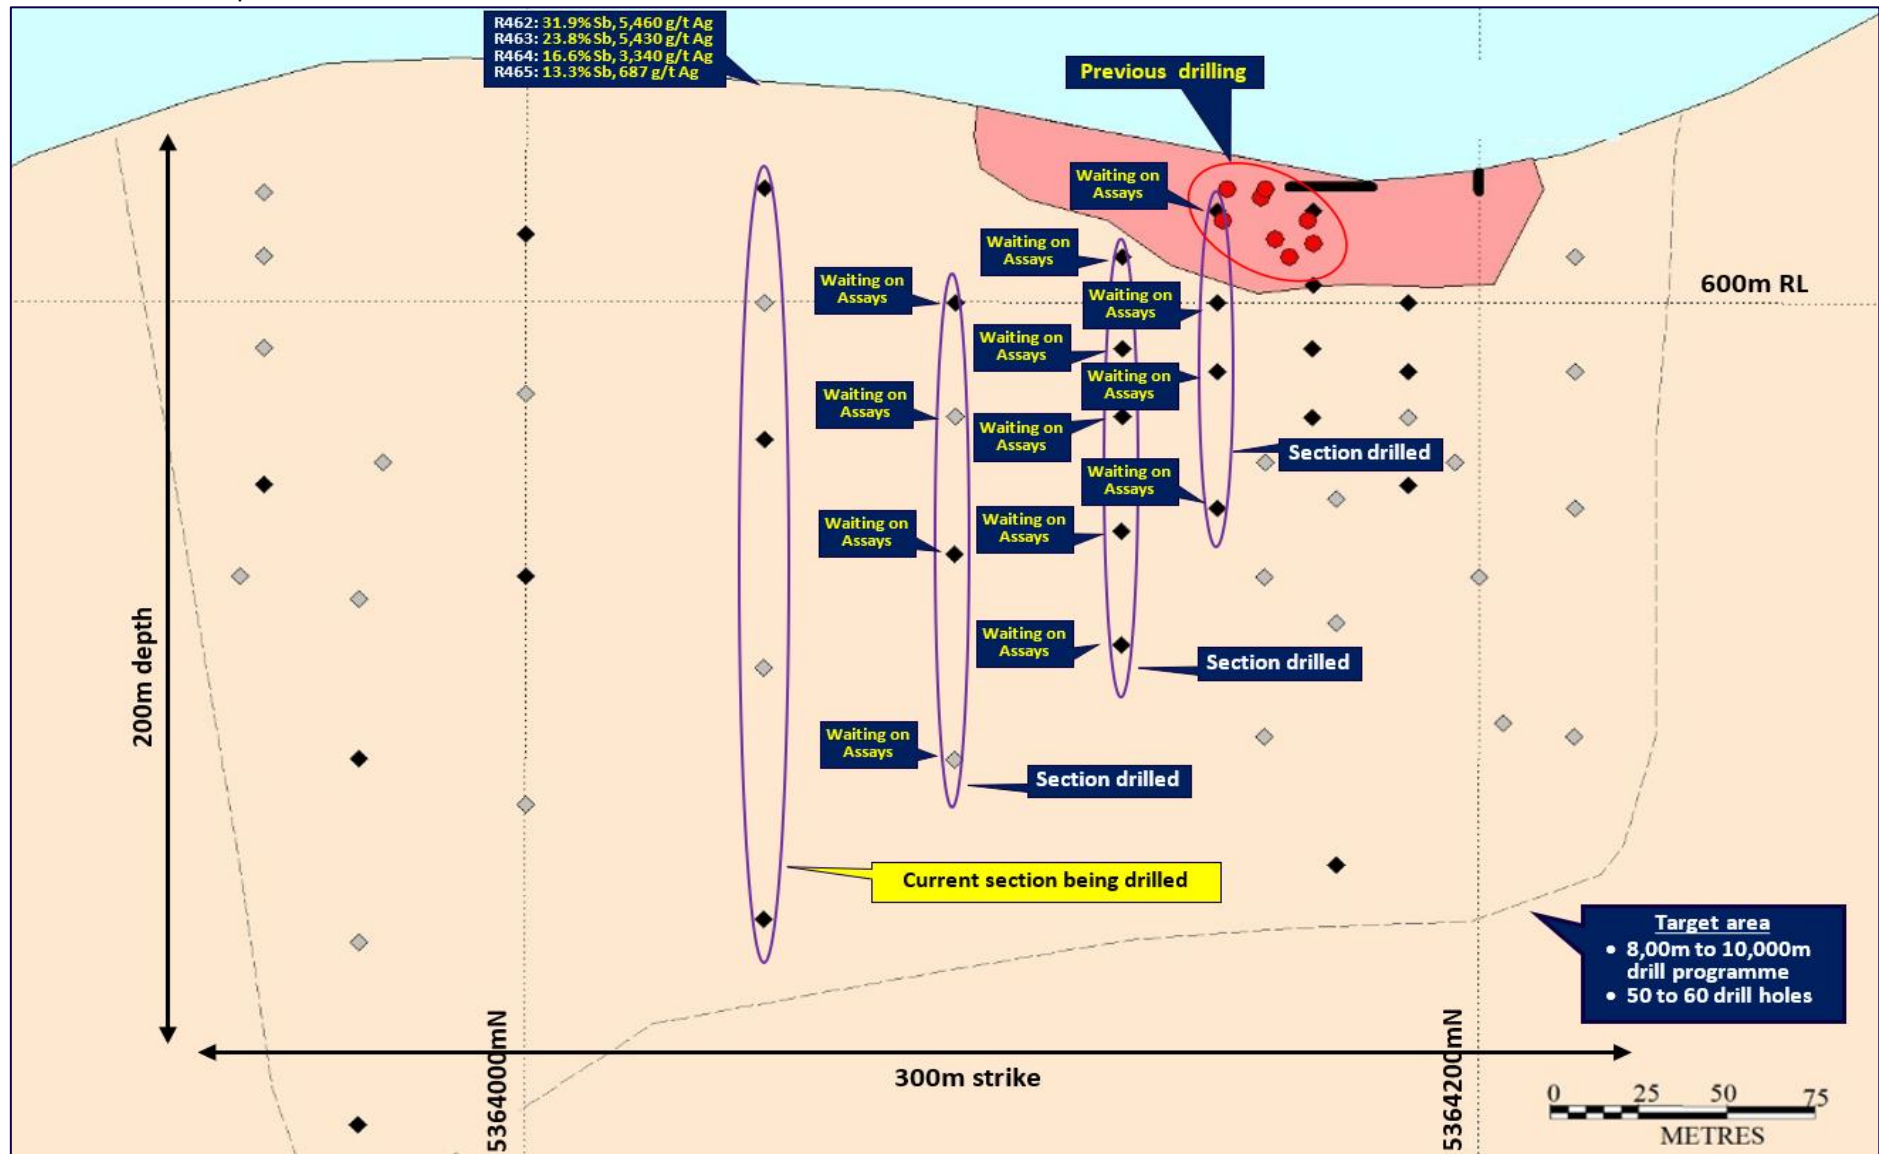 R462: 31.9% Sb, 5,460 g/t Ag
R463: 23.8% Sb, 5,430 g/t Ag
R464: 16.6% Sb, 3,340 g/t Ag
R465: 13.3% Sb, 687 g/t Ag
Previous drilling
Waiting on
Assays
Waiting on
Assays
Waiting on
Assays
Waiting on
Assays
600m RL
Waiting on
Assays
Waiting on
Assays
Waiting on
Assays
Waiting on
Assays
Section drilled
Waiting on
Assays
Waiting on
Assays
Waiting on
Assays
Waiting on
Assays
Section drilled
200m depth
Waiting on
Assays
Section drilled
Current section being drilled
Target area
• 8,00m to 10,000m
drill programme
• 50 to 60 drill holes
5364000mN
5364200mN
300m strike
0 25 50 75
METRES